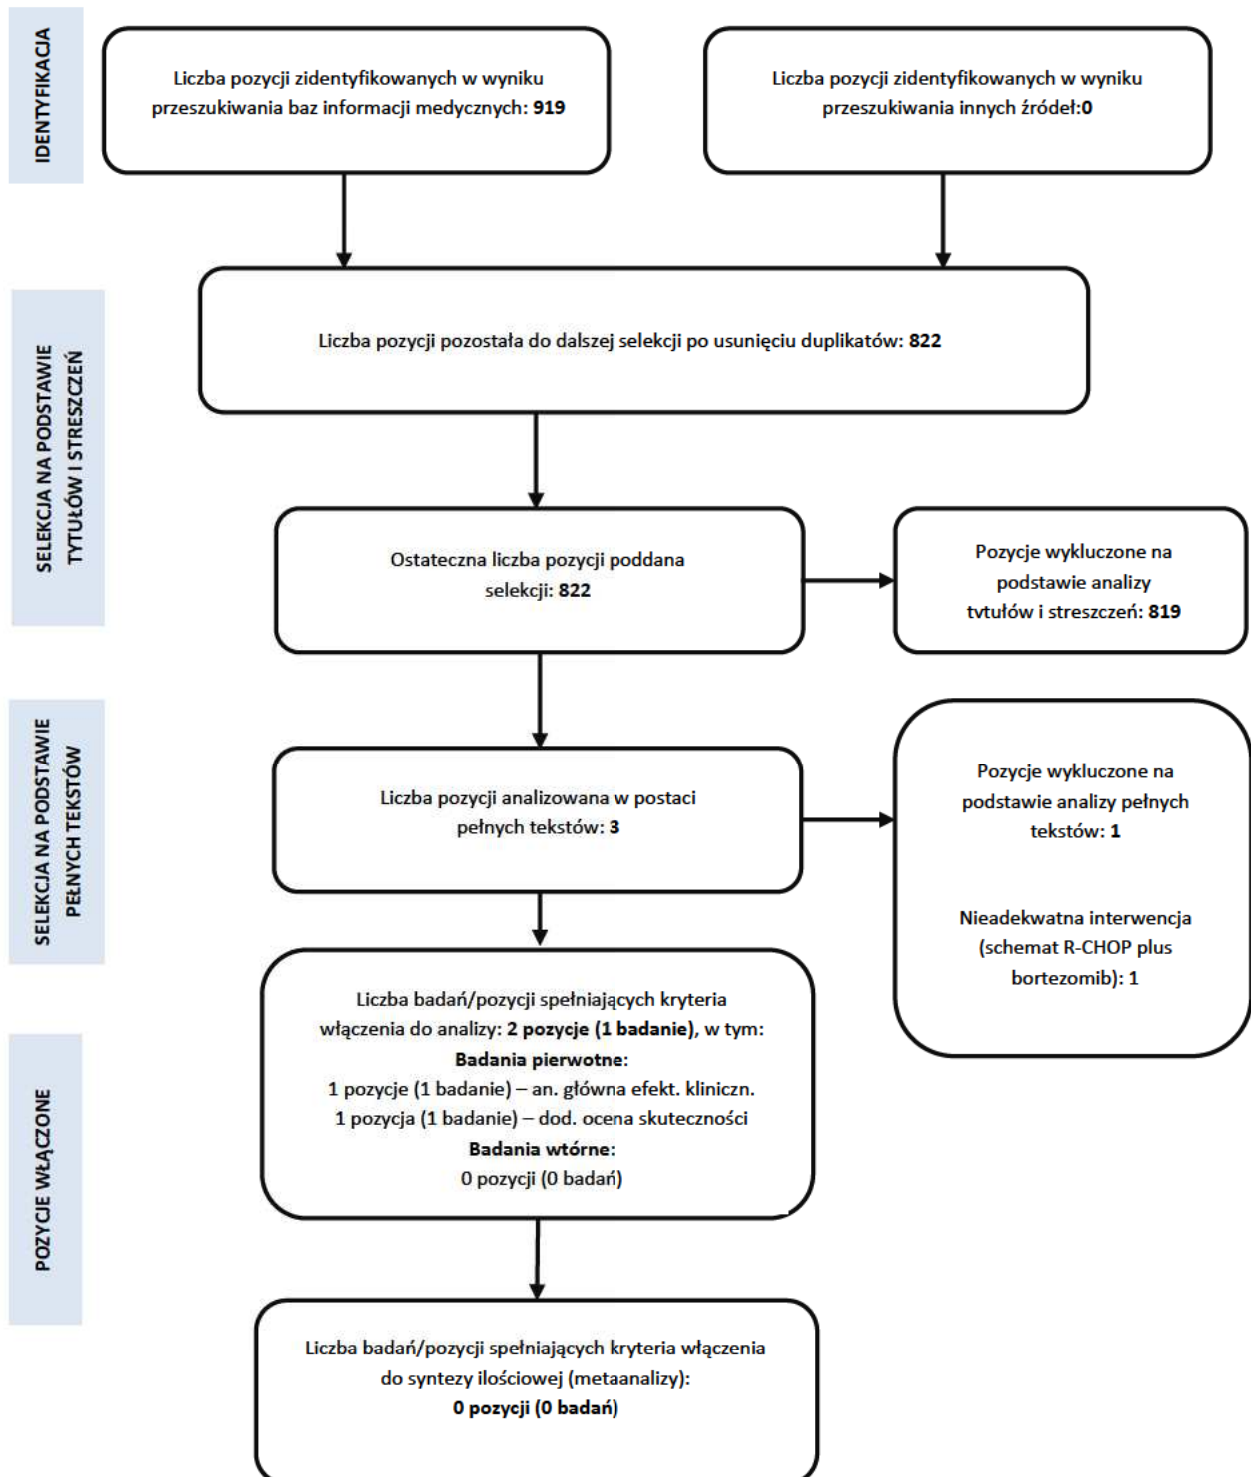 IDENTYFIKACJA
Liczba pozycji zidentyfikowanych w wyniku
przeszukiwania baz informacji medycznych: 919
Liczba pozycji zidentyfikowanych w wyniku
przeszukiwania innych źródeł:0
SELEKCJA NA PODSTAWIE
TYTUŁÓW I STRESZCZEŃ
Liczba pozycji pozostała do dalszej selekcji po usunięciu duplikatów: 822
Ostateczna liczba pozycji poddana
selekcji: 822
Pozycje wykluczone na
podstawie analizy
tytułów i streszczeń: 819
SELEKCJA NA PODSTAWIE
PEŁNYCH TEKSTÓW
Liczba pozycji analizowana w postaci
pełnych tekstów: 3
Pozycje wykluczone na
podstawie analizy pełnych
tekstów: 1
Nieadekwatna interwencja
(schemat R-CHOP plus
bortezomib): 1
POZYCJE WŁĄCZONE
Liczba badań/pozycji spełniających kryteria
włączenia do analizy: 2 pozycje (1 badanie), w tym:
Badania pierwotne:
1 pozycje (1 badanie) – an. główna efekt. kliniczn.
1 pozycja (1 badanie) – dod. ocena skuteczności
Badania wtórne:
0 pozycji (0 badań)
Liczba badań/pozycji spełniających kryteria włączenia
do syntezy ilościowej (metaanalizy):
0 pozycji (0 badań)